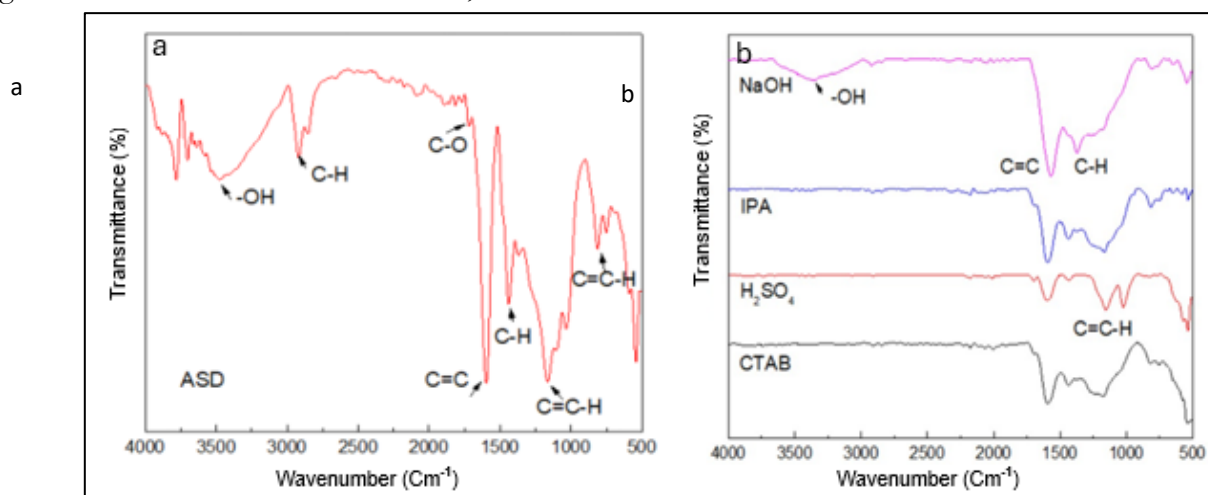 a
a
Transmittance (%)
-OH
C-H
C-O
C=C
C-H
C=C-H
C=C-H
ASD
4000 3500 3000 2500 2000 1500 1000 500
Wavenumber (Cm⁻¹)
b
b
Transmittance (%)
NaOH
-OH
C=C
C-H
IPA
H₂SO₄
C=C-H
CTAB
4000 3500 3000 2500 2000 1500 1000 500
Wavenumber (Cm⁻¹)